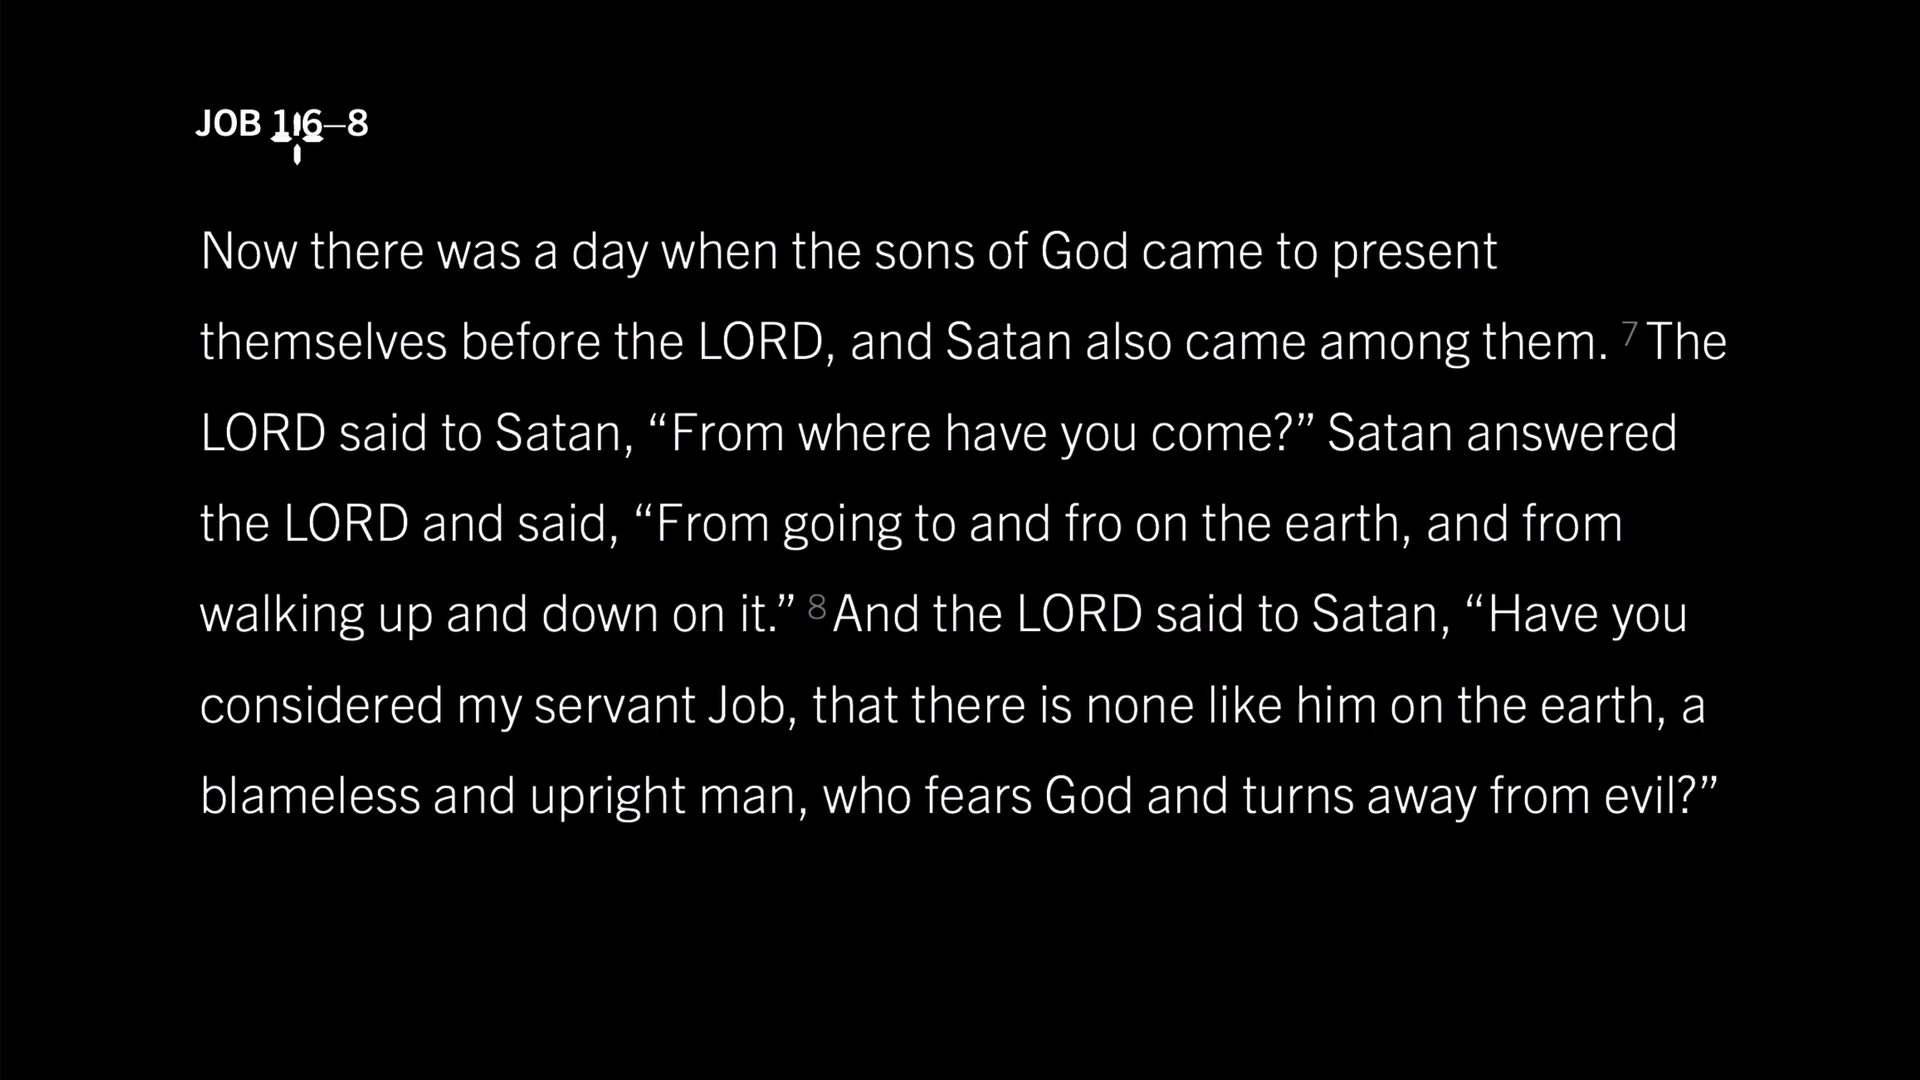 JOB 1:6–8
Now there was a day when the sons of God came to present
themselves before the LORD, and Satan also came among them. 7 The
LORD said to Satan, “From where have you come?” Satan answered
the LORD and said, “From going to and fro on the earth, and from
walking up and down on it.” 8 And the LORD said to Satan, “Have you
considered my servant Job, that there is none like him on the earth, a
blameless and upright man, who fears God and turns away from evil?”